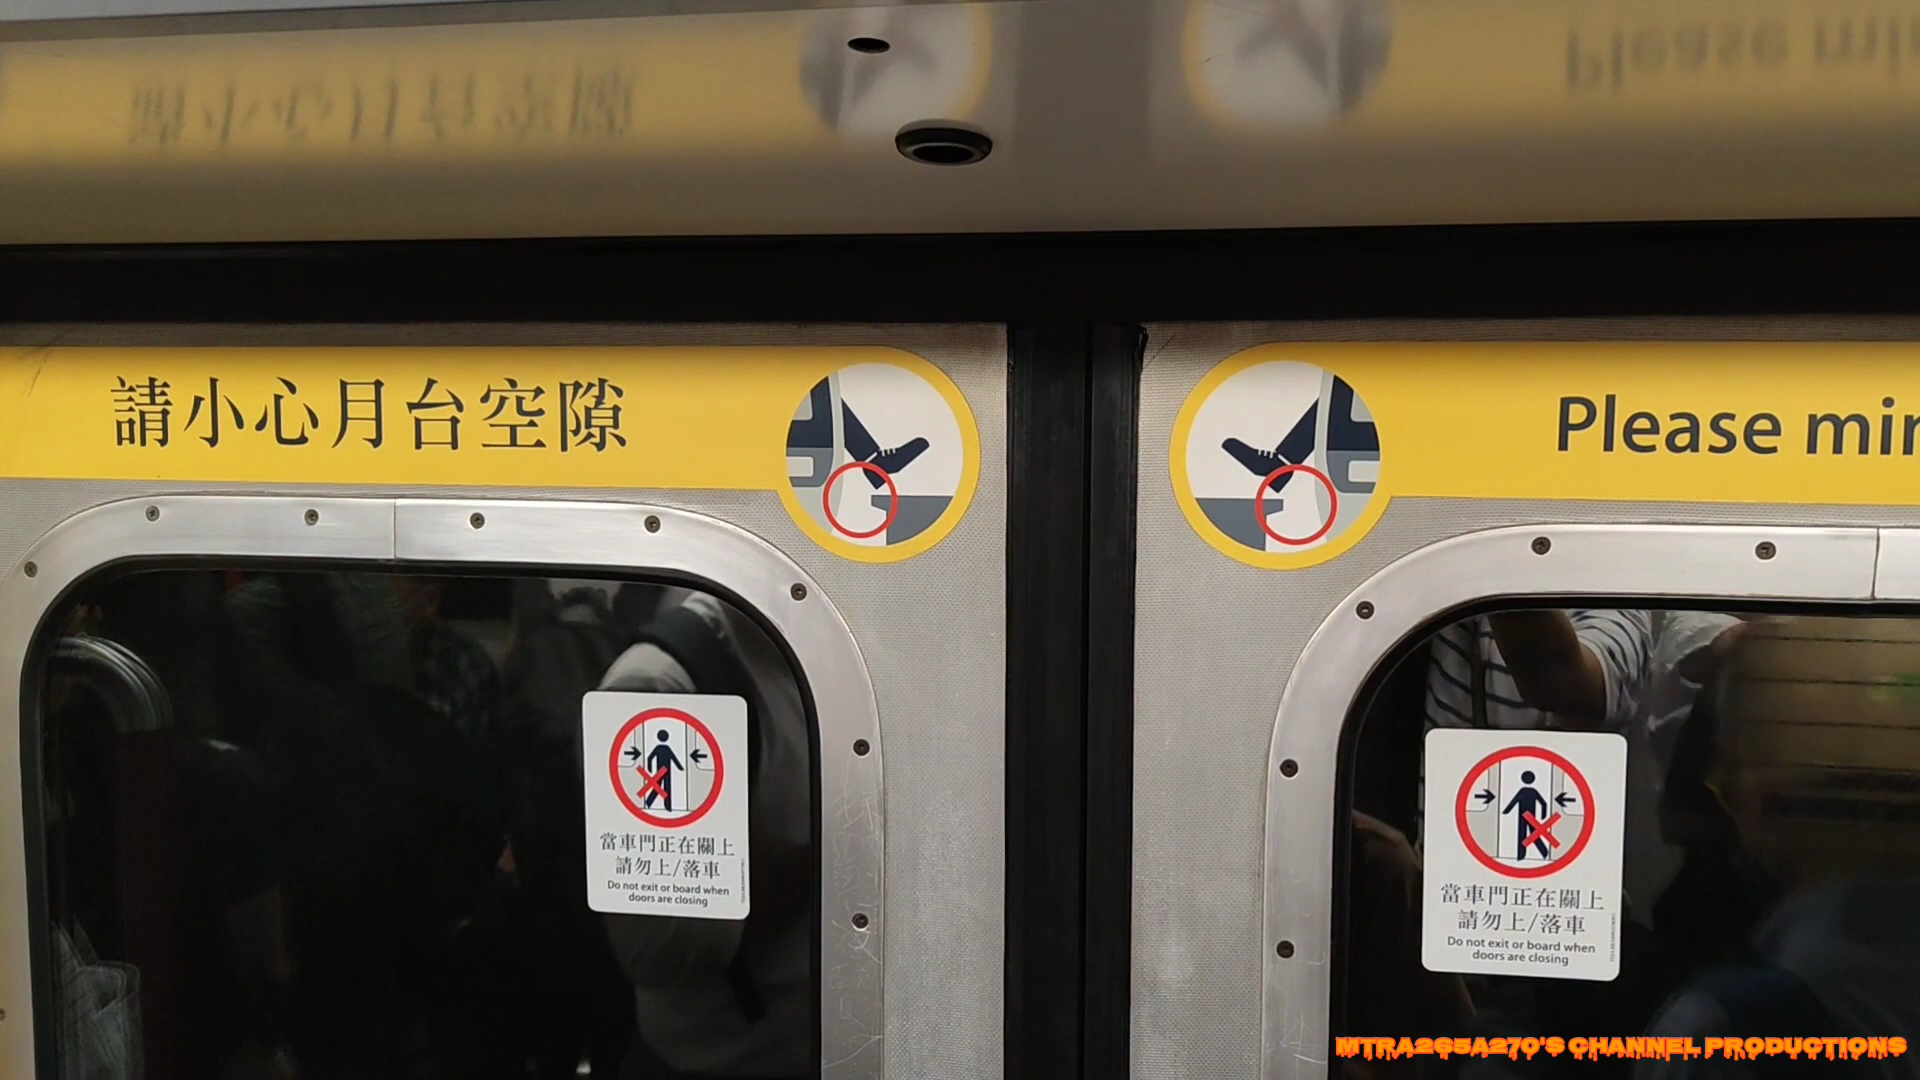 請小心月台空隙
Please
當車門正在關上
請勿上/落車
Do not exit or board when
doors are closing
當車門正在關上
請勿上/落車
Do not exit or board when
doors are closing
MTRA265A270'S CHANNEL PRODUCTIONS